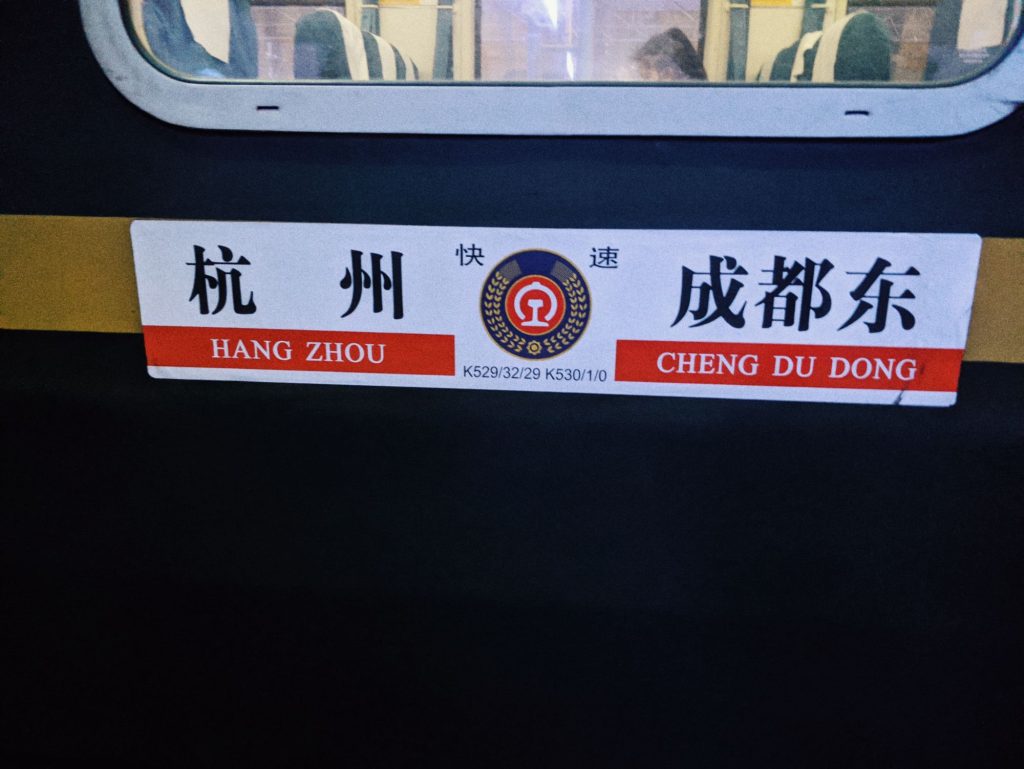 杭州
HANG ZHOU
快速
K529/32/29 K530/1/0
成都东
CHENG DU DONG